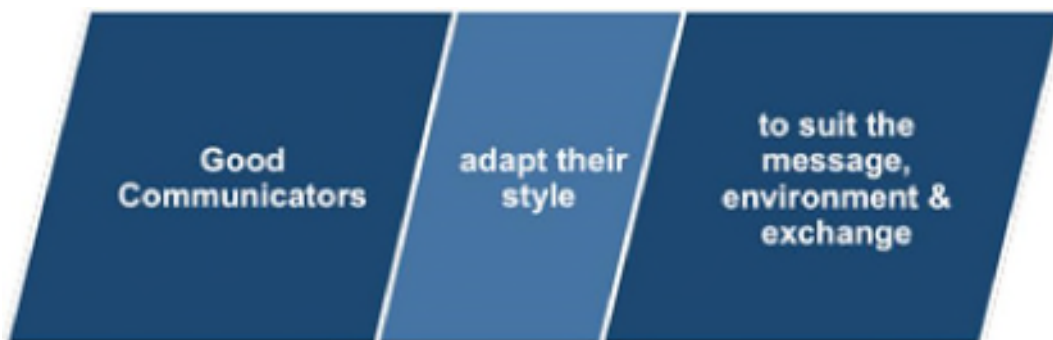 Good
Communicators
adapt their
style
to suit the
message,
environment &
exchange